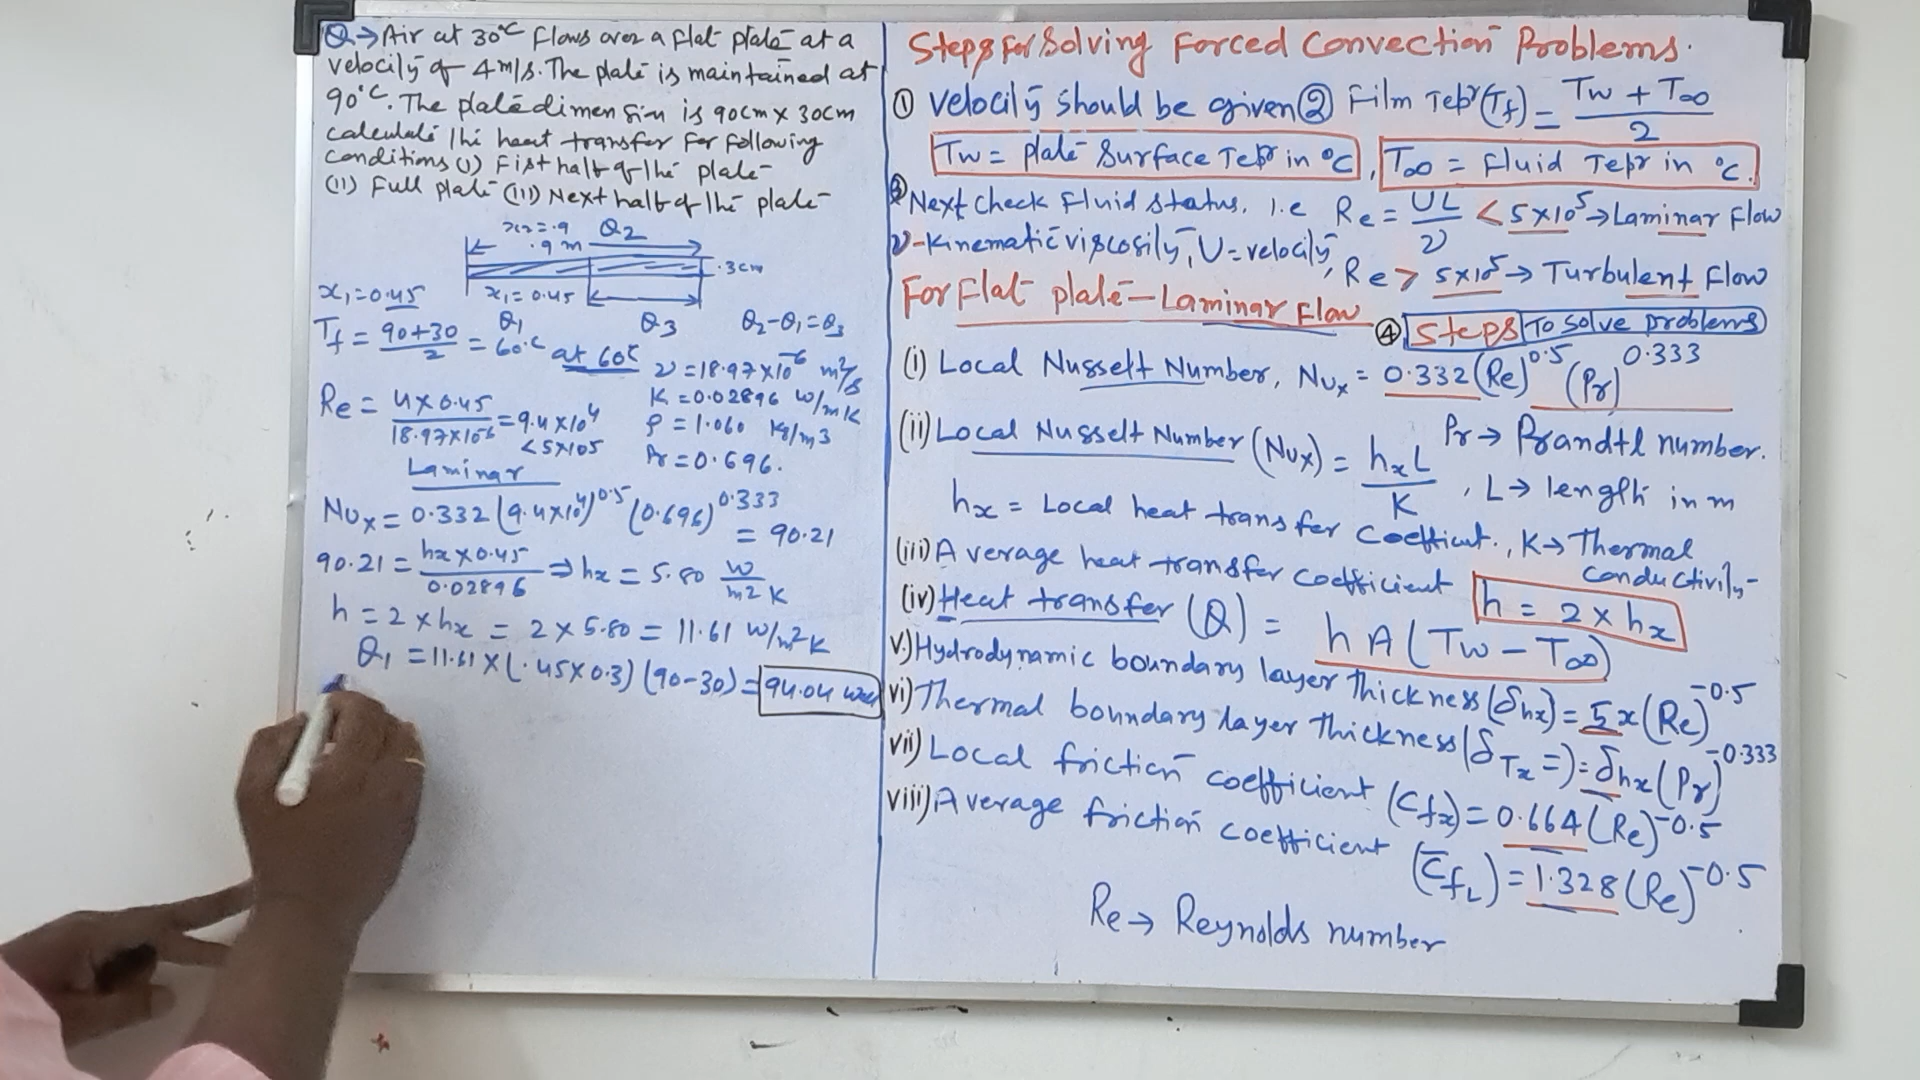 Q → Air at 30°C flows over a flat plate at a
velocity of 4 m/s. The plate is maintained at
90°C. The plate dimension is 90cm x 30cm
calculate the heat transfer for following
conditions (i) Fist half of the plate
(ii) Full plate (iii) Next half of the plate
x2 = .9 Q2
.9 m
.3cm
x1 = 0.45
x1 = 0.45
Q1 Q3 Q2 - Q1 = Q3
Tf = 90+30 / 2 = 60°C at 60°C
ν = 18.97 x 10^-6 m²/s
K = 0.02896 W/mK
ρ = 1.060 Kg/m3
Pr = 0.696.
Re = 4 x 0.45 / 18.97 x 10^-6 = 9.4 x 10^4
< 5 x 10^5
Laminar
Nux = 0.332 (9.4 x 10^4)^0.5 (0.696)^0.333
= 90.21
90.21 = hx x 0.45 / 0.02896 ⇒ hx = 5.80 W / m2 K
h = 2 x hx = 2 x 5.80 = 11.61 W/m²K
Q1 = 11.61 x (.45 x 0.3) (90-30) = 94.04
Steps For Solving Forced Convection Problems.
① Velocity should be given ② Film Tepr (Tf) = Tw + T∞ / 2
Tw = plate Surface Tepr in °C, T∞ = Fluid Tepr in °C.
③ Next Check Fluid status. i.e Re = UL / ν < 5x10^5 → Laminar Flow
ν - Kinematic viscosity, U = velocity, Re > 5x10^5 → Turbulent Flow
For Flat plate - Laminar Flow
④ Steps To solve problems
(i) Local Nusselt Number, Nux = 0.332 (Re)^0.5 (Pr)^0.333
Pr → Prandtl number.
(ii) Local Nusselt Number (Nux) = hx L / K, L → length in m
hx = Local heat transfer Coefficient., K → Thermal
conductivity
(iii) Average heat transfer coefficient h = 2 x hx
(iv) Heat transfer (Q) = h A (Tw - T∞)
v.) Hydrodynamic boundary layer thickness (δhx) = 5x (Re)^-0.5
vi) Thermal boundary layer thickness (δTx =) = δhx (Pr)^-0.333
vii) Local friction coefficient (Cfx) = 0.664 (Re)^-0.5
viii) Average friction coefficient (C̅fL) = 1.328 (Re)^-0.5
Re → Reynolds number